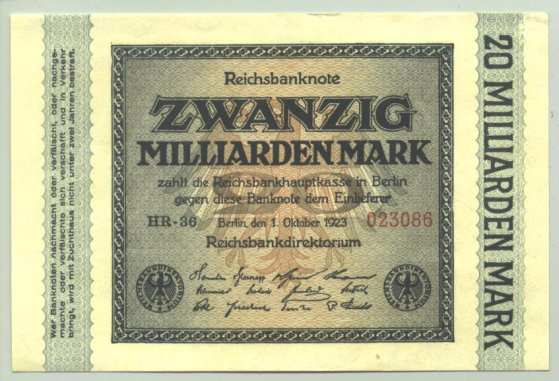 Wer Banknoten nachmacht oder verfälscht, oder nachge-
machte oder verfälschte sich verschafft und in Verkehr
bringt, wird mit Zuchthaus nicht unter zwei Jahren bestraft.
Reichsbanknote
ZWANZIG
MILLIARDEN MARK
zahlt die Reichsbankhauptkasse in Berlin
gegen diese Banknote dem Einlieferer
HR-36 Berlin, den 1. Oktober 1923 023086
Reichsbankdirektorium
20 MILLIARDEN MARK